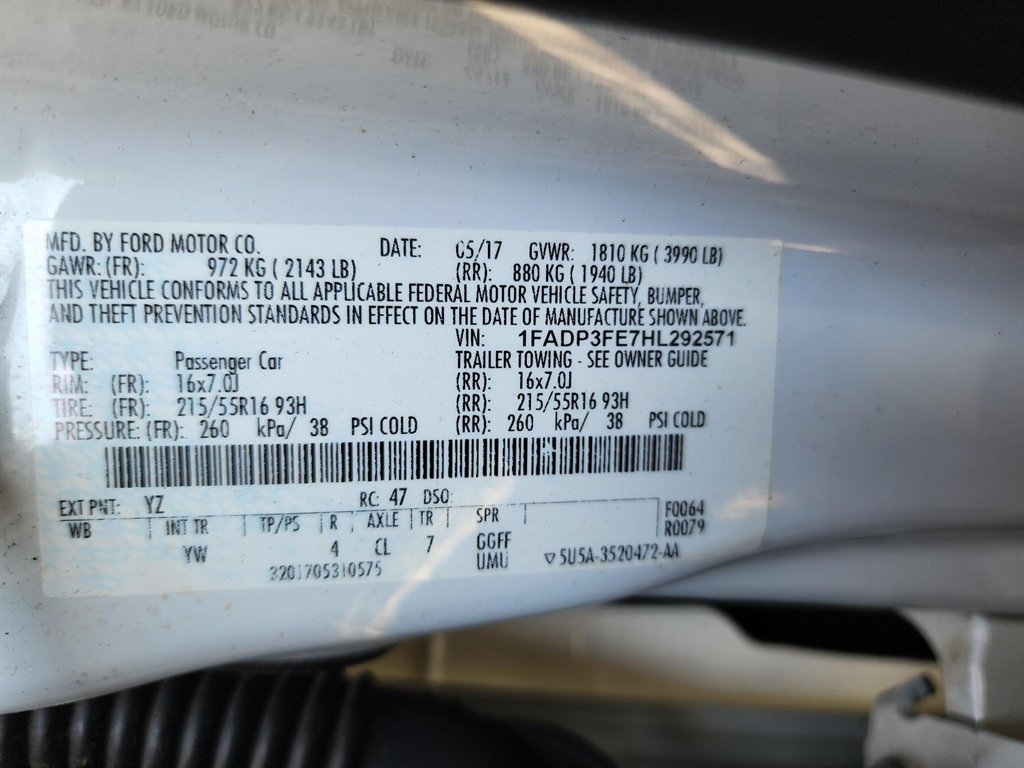 MFD. BY FORD MOTOR CO. DATE: 05/17 GVWR: 1810 KG ( 3990 LB)
GAWR: (FR): 972 KG ( 2143 LB) (RR): 880 KG ( 1940 LB)
THIS VEHICLE CONFORMS TO ALL APPLICABLE FEDERAL MOTOR VEHICLE SAFETY, BUMPER,
AND THEFT PREVENTION STANDARDS IN EFFECT ON THE DATE OF MANUFACTURE SHOWN ABOVE.
VIN: 1FADP3FE7HL292571
TYPE: Passenger Car TRAILER TOWING - SEE OWNER GUIDE
RIM: (FR): 16x7.0J (RR): 16x7.0J
TIRE: (FR): 215/55R16 93H (RR): 215/55R16 93H
PRESSURE: (FR): 260 kPa/ 38 PSI COLD (RR): 260 kPa/ 38 PSI COLD
EXT PNT: YZ RC: 47 DSO:
WB INT TR TP/PS R AXLE TR SPR F0064
R0079
YW 4 CL 7 GGFF
UMU ▽5U5A-3520472-AA
3201705310575